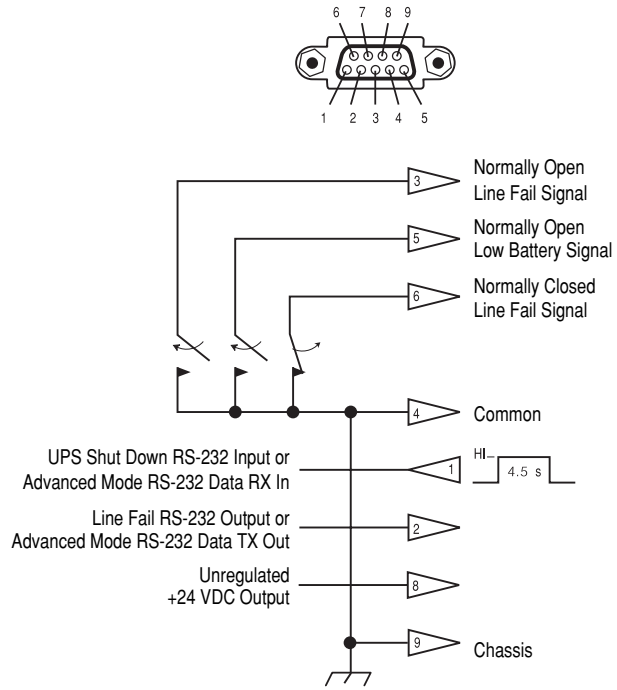 6 7 8 9
1 2 3 4 5
3
Normally Open
Line Fail Signal
5
Normally Open
Low Battery Signal
6
Normally Closed
Line Fail Signal
4
Common
UPS Shut Down RS-232 Input or
Advanced Mode RS-232 Data RX In
1
HI
4.5 s
Line Fail RS-232 Output or
Advanced Mode RS-232 Data TX Out
2
Unregulated
+24 VDC Output
8
9
Chassis